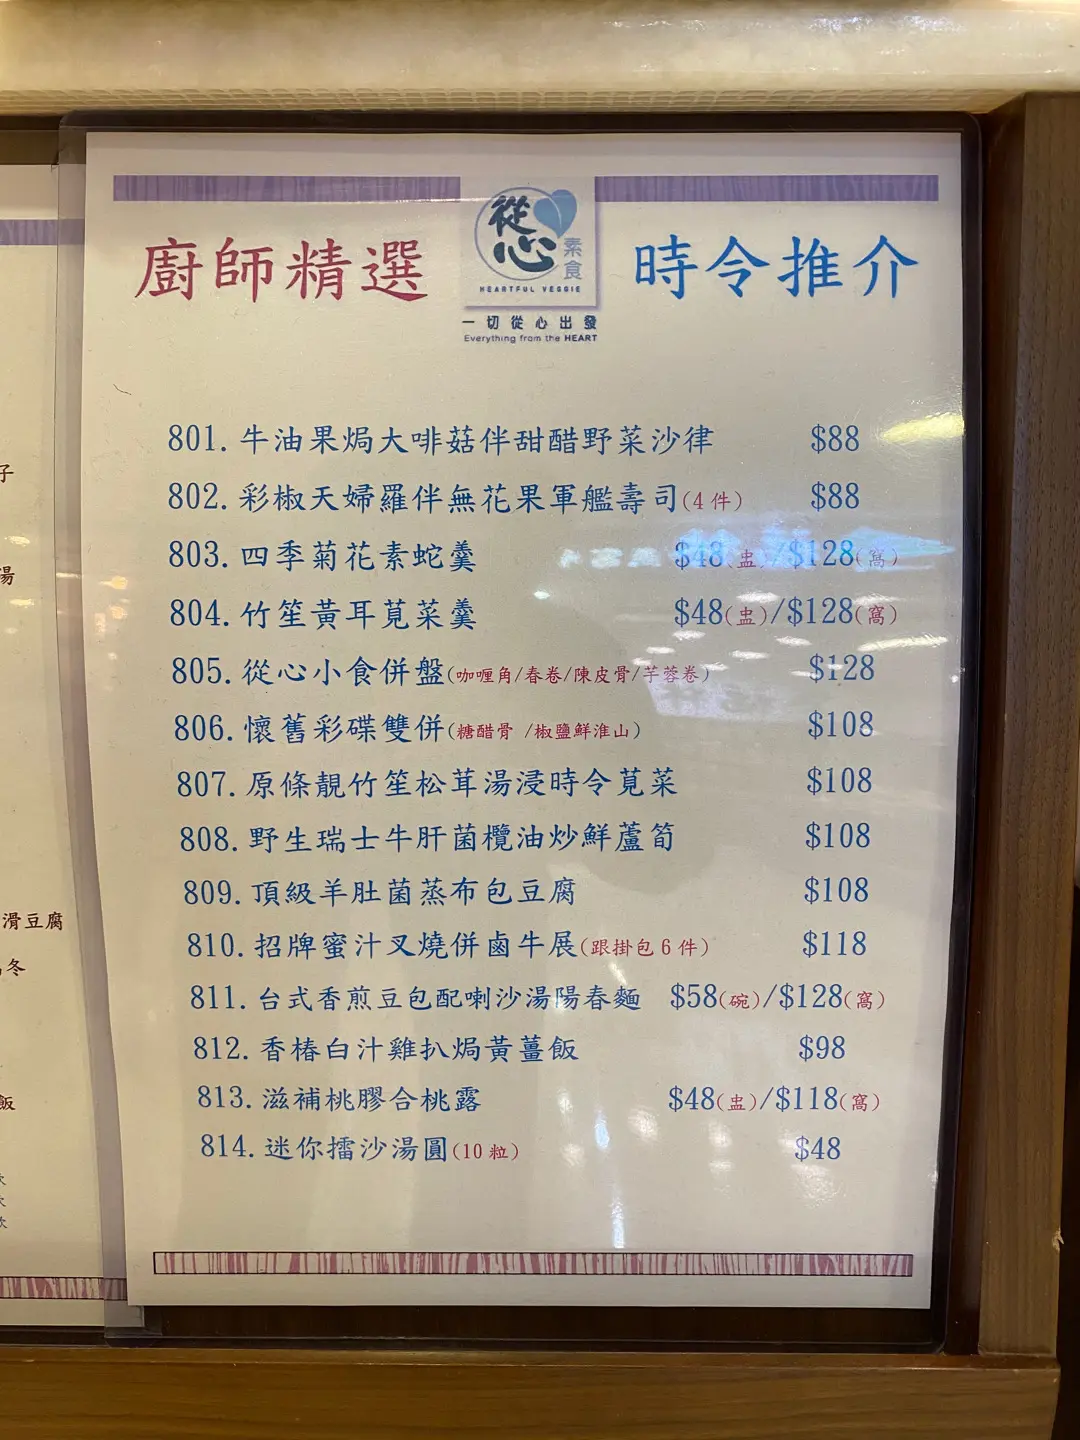 廚師精選
從心
素食
HEARTFUL VEGGIE
一切從心出發
Everything from the HEART
時令推介
801. 牛油果焗大啡菇伴甜醋野菜沙律 $88
802. 彩椒天婦羅伴無花果軍艦壽司(4件) $88
803. 四季菊花素蛇羹 $48(盅)/$128(窩)
804. 竹笙黃耳莧菜羹 $48(盅)/$128(窩)
805. 從心小食併盤(咖喱角/春卷/陳皮骨/芋蓉卷) $128
806. 懷舊彩碟雙併(糖醋骨 /椒鹽鮮淮山) $108
807. 原條靚竹笙松茸湯浸時令莧菜 $108
808. 野生瑞士牛肝菌欖油炒鮮蘆筍 $108
809. 頂級羊肚菌蒸布包豆腐 $108
810. 招牌蜜汁叉燒併鹵牛展(跟掛包6件) $118
811. 台式香煎豆包配喇沙湯陽春麵 $58(碗)/$128(窩)
812. 香椿白汁雞扒焗黃薑飯 $98
813. 滋補桃膠合桃露 $48(盅)/$118(窩)
814. 迷你擂沙湯圓(10粒) $48
子
湯
滑豆腐
冬
飯